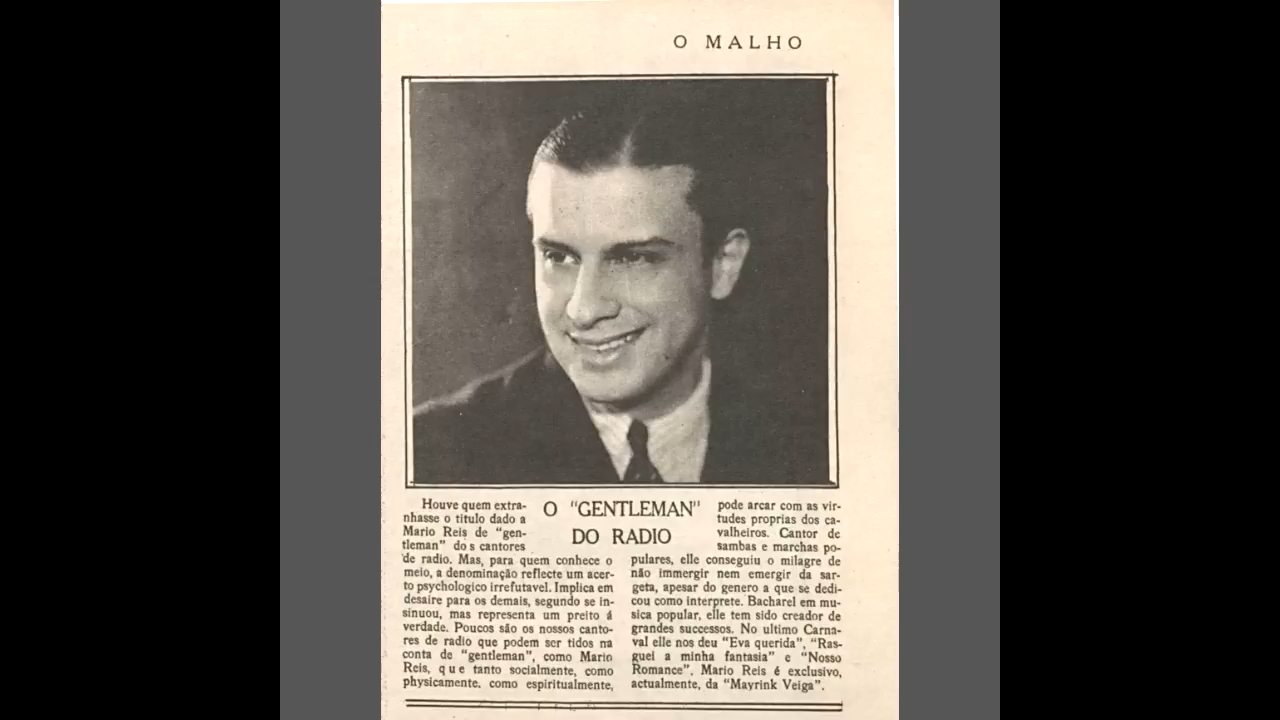 O MALHO
O "GENTLEMAN"
DO RADIO
Houve quem extra-
nhasse o titulo dado a
Mario Reis de "gen-
tleman" dos cantores
de radio. Mas, para quem conhece o
meio, a denominação reflecte um acer-
to psychologico irrefutavel. Implica em
desaire para os demais, segundo se in-
sinuou, mas representa um preito á
verdade. Poucos são os nossos canto-
res de radio que podem ser tidos na
conta de "gentleman", como Mario
Reis, que tanto socialmente, como
physicamente. como espiritualmente,
pode arcar com as vir-
tudes proprias dos ca-
valheiros. Cantor de
sambas e marchas po-
pulares, elle conseguiu o milagre de
não immergir nem emergir da sar-
geta, apesar do genero a que se dedi-
cou como interprete. Bacharel em mu-
sica popular, elle tem sido creador de
grandes successos. No ultimo Carna-
val elle nos deu "Eva querida", "Ras-
guei a minha fantasia" e "Nosso
Romance". Mario Reis é exclusivo,
actualmente, da "Mayrink Veiga".